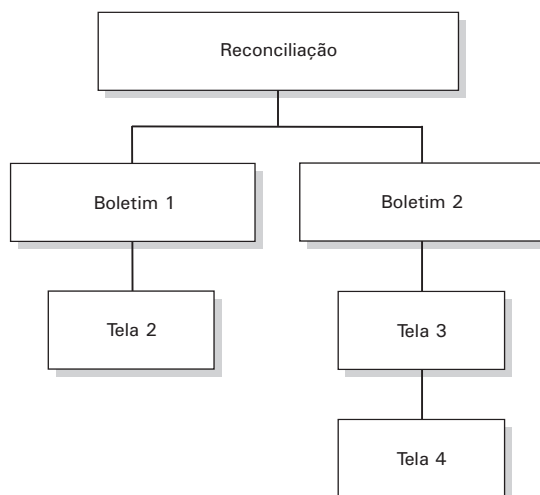 Reconciliação
Boletim 1
Boletim 2
Tela 2
Tela 3
Tela 4